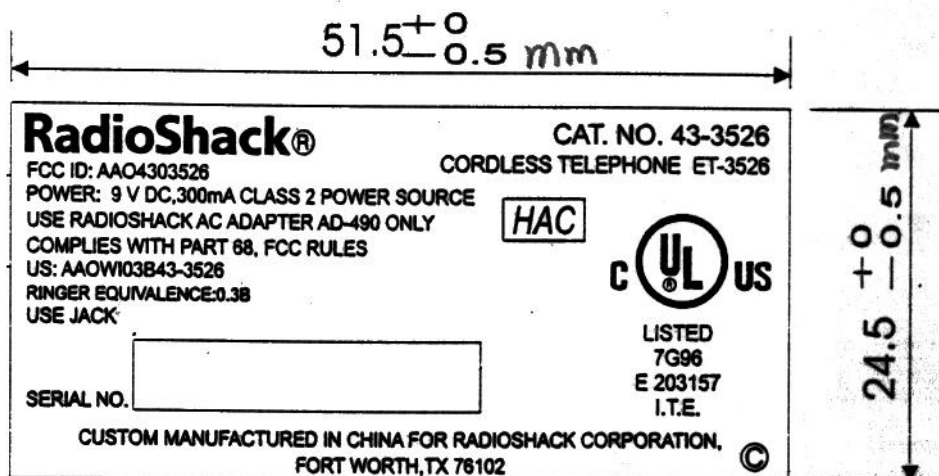 51.5 +0 -0.5 mm
RadioShack®
CAT. NO. 43-3526
CORDLESS TELEPHONE ET-3526
FCC ID: AAO4303526
POWER: 9 V DC,300mA CLASS 2 POWER SOURCE
USE RADIOSHACK AC ADAPTER AD-490 ONLY
COMPLIES WITH PART 68, FCC RULES
US: AAOWI03B43-3526
RINGER EQUIVALENCE:0.3B
USE JACK
HAC
C UL® US
LISTED
7G96
E 203157
I.T.E.
SERIAL NO.
CUSTOM MANUFACTURED IN CHINA FOR RADIOSHACK CORPORATION,
FORT WORTH,TX 76102
©
24.5 +0 -0.5 mm